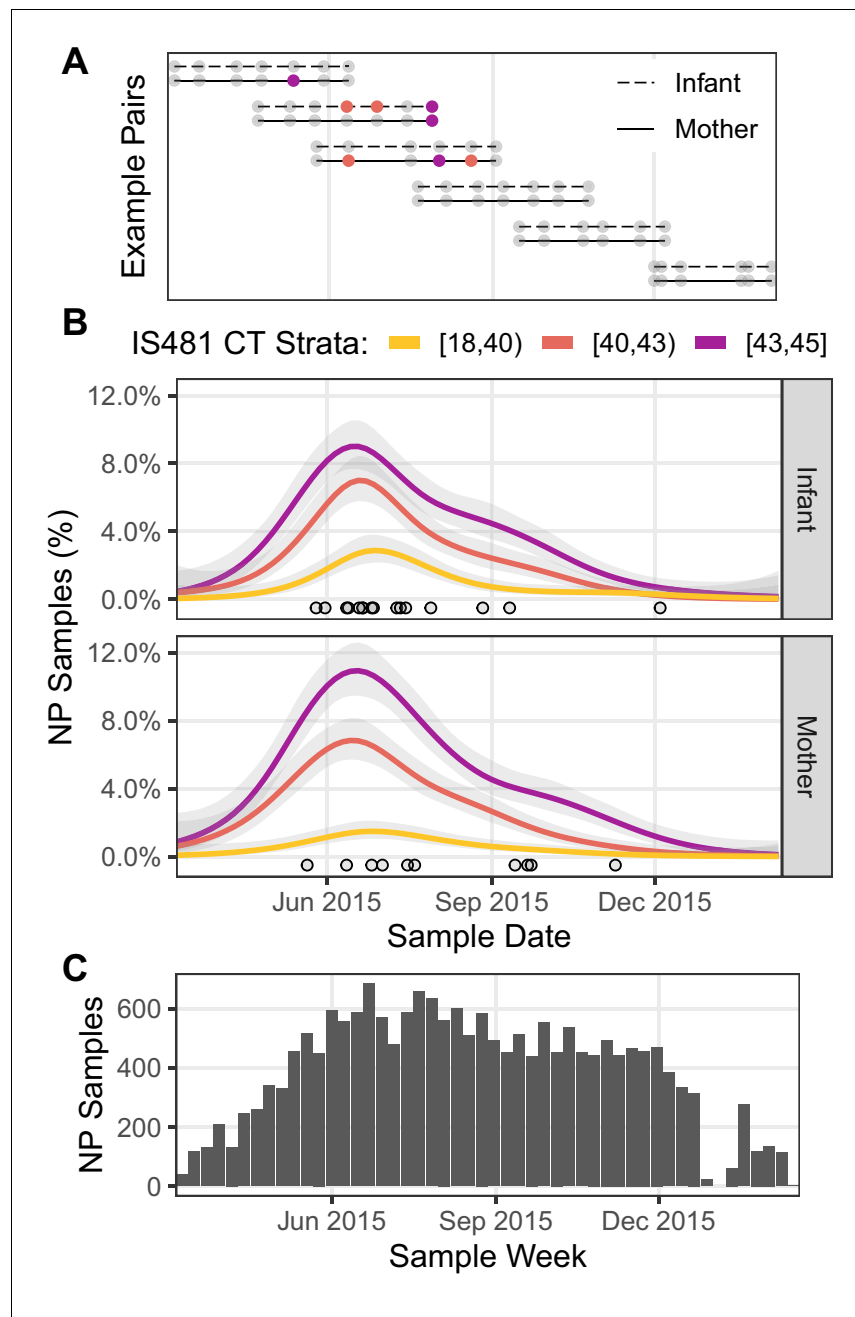 A
Example Pairs
Infant
Mother
B
IS481 CT Strata: [18,40) [40,43) [43,45]
NP Samples (%)
12.0%
8.0%
4.0%
0.0%
Infant
12.0%
8.0%
4.0%
0.0%
Mother
Jun 2015 Sep 2015 Dec 2015
Sample Date
C
NP Samples
600
400
200
0
Jun 2015 Sep 2015 Dec 2015
Sample Week